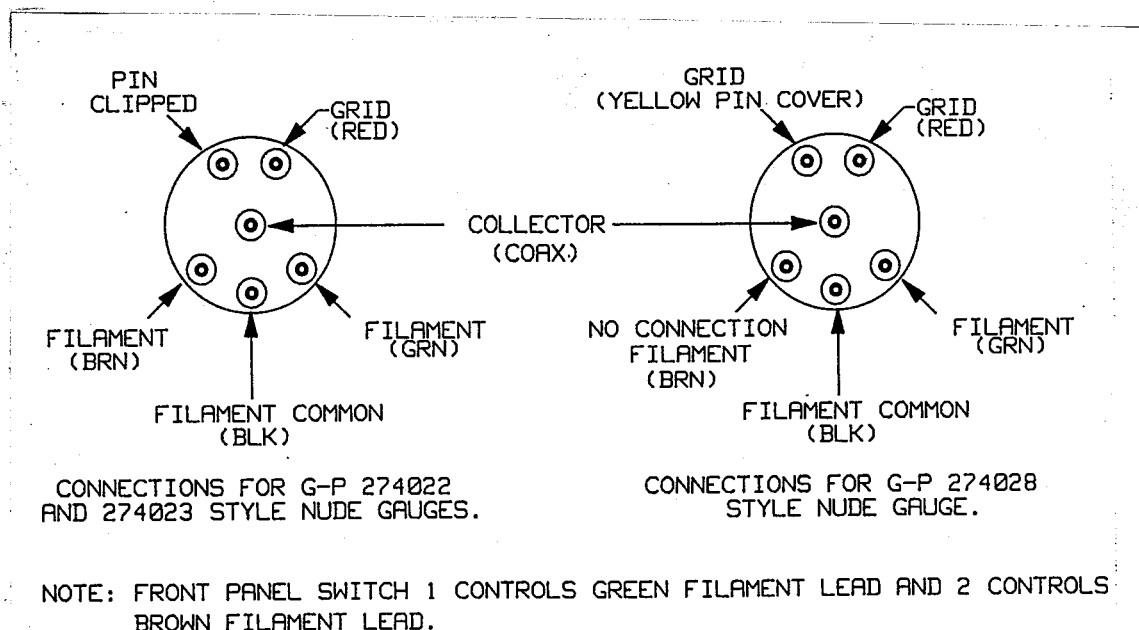 PIN
CLIPPED
GRID
(RED)
GRID
(YELLOW PIN COVER)
GRID
(RED)
COLLECTOR
(COAX.)
FILAMENT
(BRN)
FILAMENT
(GRN)
FILAMENT COMMON
(BLK)
NO CONNECTION
FILAMENT
(BRN)
FILAMENT
(GRN)
FILAMENT COMMON
(BLK)
CONNECTIONS FOR G-P 274022
AND 274023 STYLE NUDE GAUGES.
CONNECTIONS FOR G-P 274028
STYLE NUDE GAUGE.
NOTE: FRONT PANEL SWITCH 1 CONTROLS GREEN FILAMENT LEAD AND 2 CONTROLS
BROWN FILAMENT LEAD.